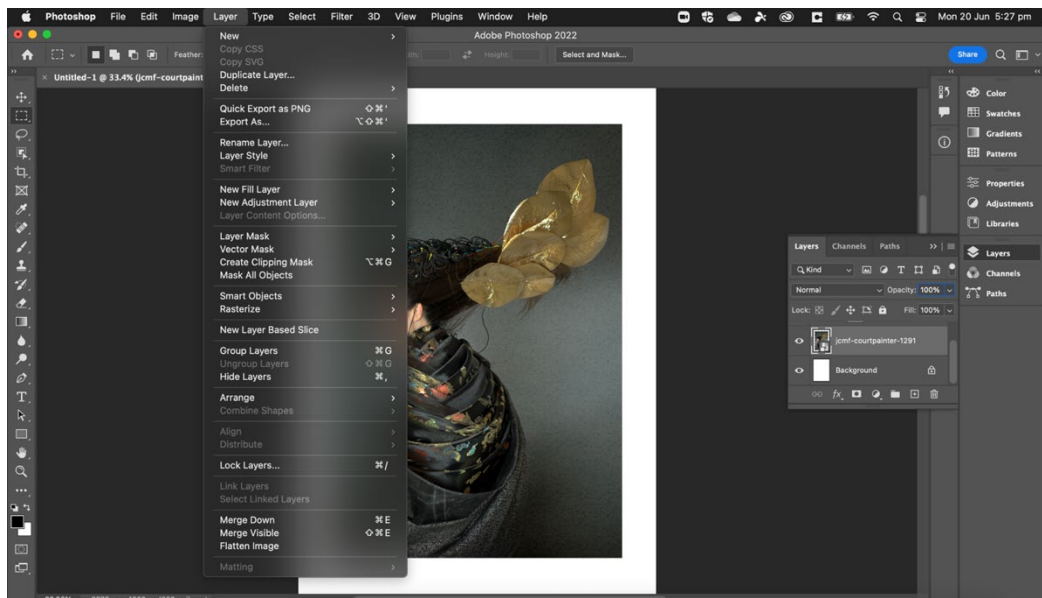 Photoshop File Edit Image Layer Type Select Filter 3D View Plugins Window Help Mon 20 Jun 5:27 pm
Adobe Photoshop 2022
Feather: Height: Select and Mask... Share
× Untitled-1 @ 33.4% (jcmf-courtpaint
New
Copy CSS
Copy SVG
Duplicate Layer...
Delete
Quick Export as PNG ⇧⌘'
Export As... ⌥⇧⌘'
Rename Layer...
Layer Style
Smart Filter
New Fill Layer
New Adjustment Layer
Layer Content Options...
Layer Mask
Vector Mask
Create Clipping Mask ⌥⌘G
Mask All Objects
Smart Objects
Rasterize
New Layer Based Slice
Group Layers ⌘G
Ungroup Layers ⇧⌘G
Hide Layers ⌘,
Arrange
Combine Shapes
Align
Distribute
Lock Layers... ⌘/
Link Layers
Select Linked Layers
Merge Down ⌘E
Merge Visible ⇧⌘E
Flatten Image
Matting
Layers Channels Paths
Kind
Normal Opacity: 100%
Lock: Fill: 100%
jcmf-courtpainter-1291
Background
Color
Swatches
Gradients
Patterns
Properties
Adjustments
Libraries
Layers
Channels
Paths